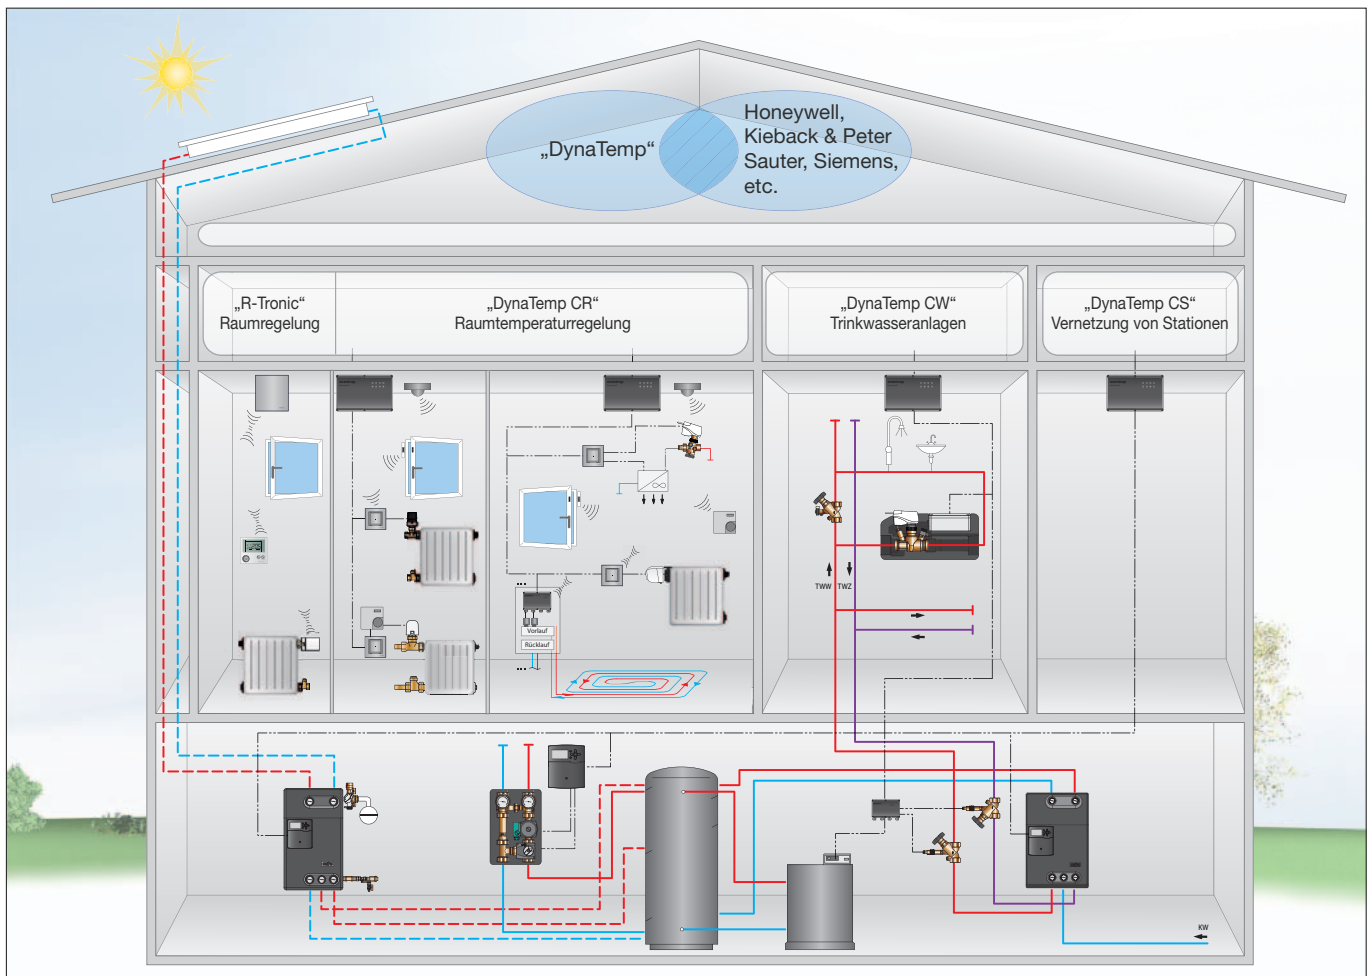 „DynaTemp“
Honeywell,
Kieback & Peter
Sauter, Siemens,
etc.
„R-Tronic“
Raumregelung
„DynaTemp CR“
Raumtemperaturregelung
„DynaTemp CW“
Trinkwasseranlagen
„DynaTemp CS“
Vernetzung von Stationen
TWW
TWZ
Vorlauf
Rücklauf
KW